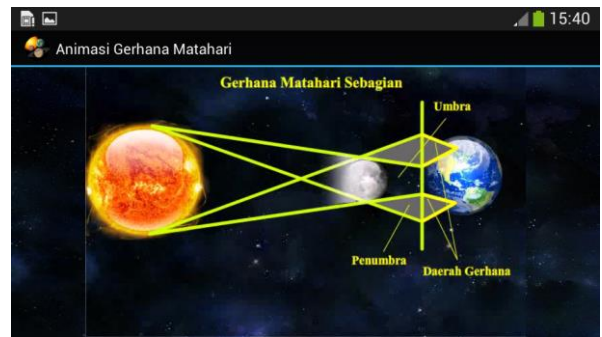 15:40
Animasi Gerhana Matahari
Gerhana Matahari Sebagian
Umbra
Penumbra
Daerah Gerhana